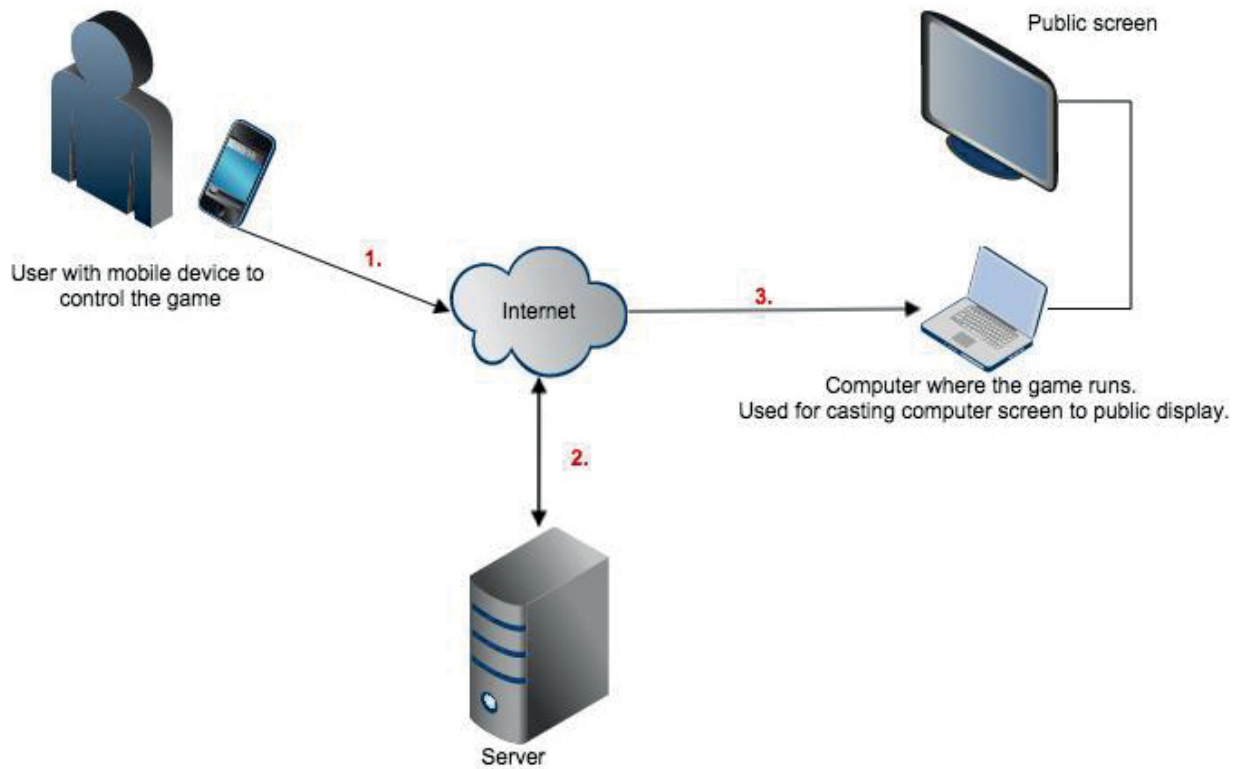 Public screen
User with mobile device to
control the game
1.
Internet
3.
Computer where the game runs.
Used for casting computer screen to public display.
2.
Server